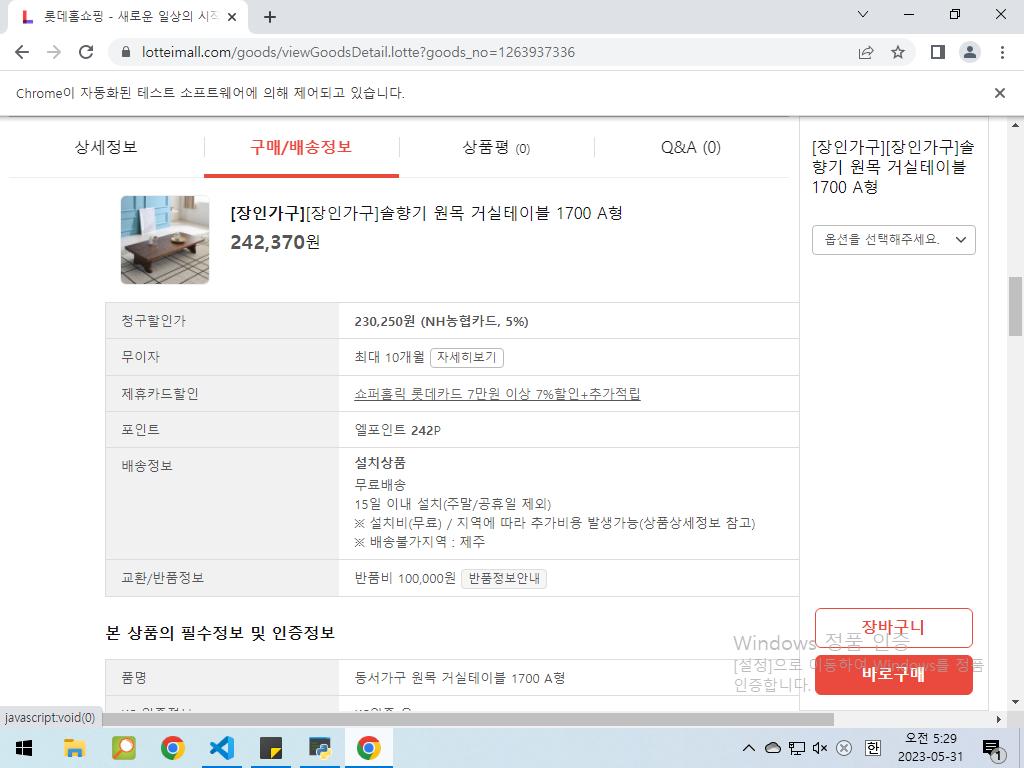 롯데홈쇼핑 - 새로운 일상의 시작
lotteimall.com/goods/viewGoodsDetail.lotte?goods_no=1263937336
Chrome이 자동화된 테스트 소프트웨어에 의해 제어되고 있습니다.
상세정보
구매/배송정보
상품평 (0)
Q&A (0)
[장인가구][장인가구]솔향기 원목 거실테이블 1700 A형
242,370원
청구할인가
230,250원 (NH농협카드, 5%)
무이자
최대 10개월 자세히보기
제휴카드할인
쇼퍼홀릭 롯데카드 7만원 이상 7%할인+추가적립
포인트
엘포인트 242P
배송정보
설치상품
무료배송
15일 이내 설치(주말/공휴일 제외)
※ 설치비(무료) / 지역에 따라 추가비용 발생가능(상품상세정보 참고)
※ 배송불가지역 : 제주
교환/반품정보
반품비 100,000원 반품정보안내
본 상품의 필수정보 및 인증정보
품명
동서가구 원목 거실테이블 1700 A형
[장인가구][장인가구]솔
향기 원목 거실테이블
1700 A형
옵션을 선택해주세요.
장바구니
바로구매
Windows 정품 인증
[설정]으로 이동하여 Windows를 정품
인증합니다.
javascript:void(0)
한
오전 5:29
2023-05-31
1